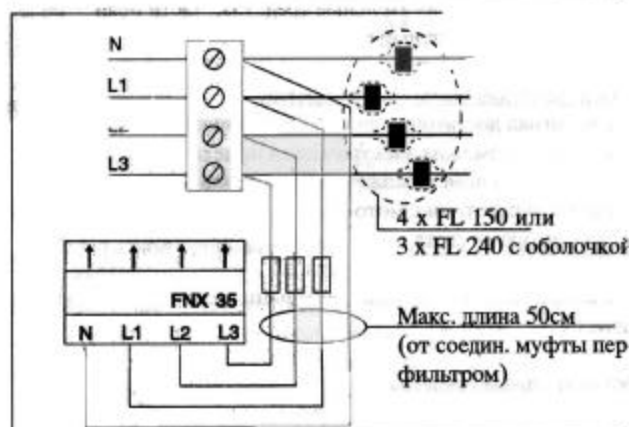 N
L1
L3
4 x FL 150 или
3 x FL 240 с оболочкой
FNX 35
N L1 L2 L3
Макс. длина 50см
(от соедин. муфты пер
фильтром)